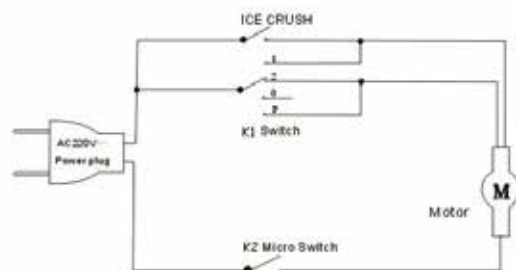 ICE CRUSH
1
2
0
P
K1 Switch
AC220V~
Power plug
M
Motor
K2 Micro Switch